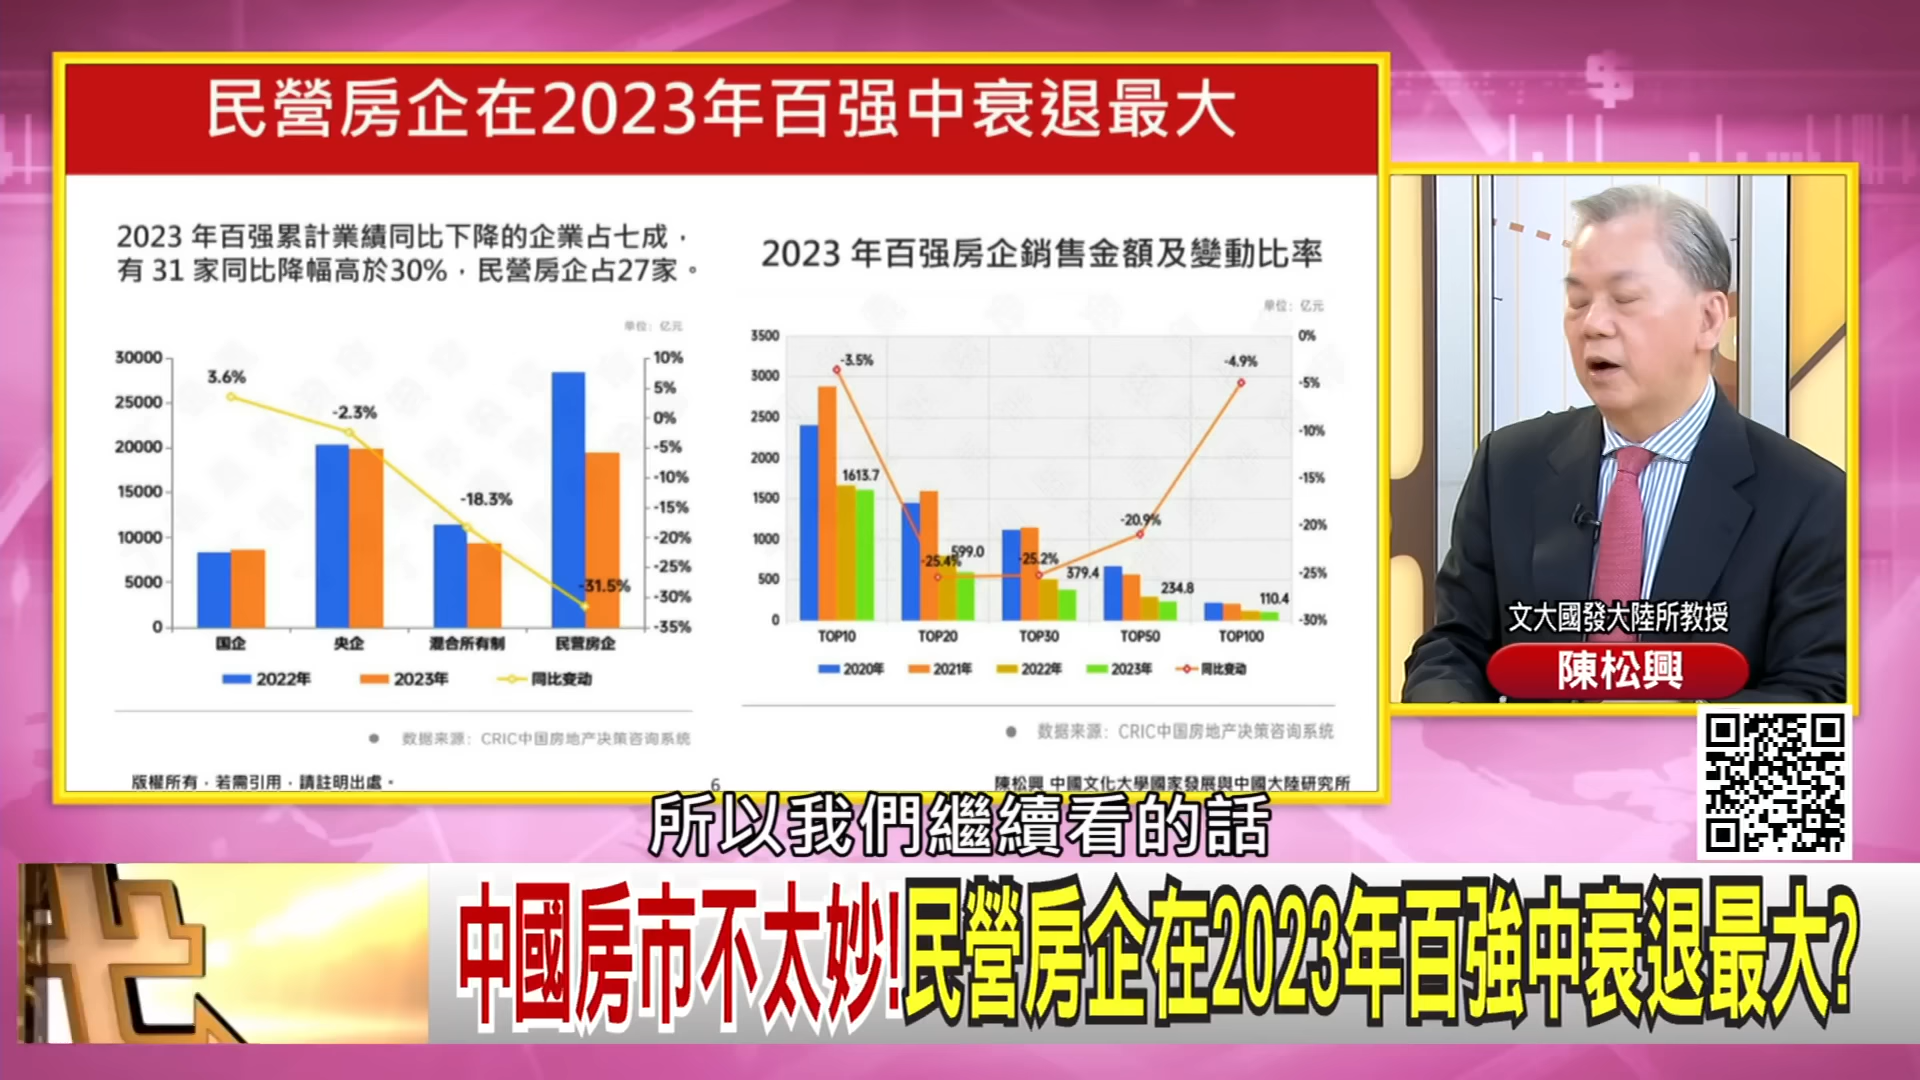 民營房企在2023年百强中衰退最大
2023 年百强累計業績同比下降的企業占七成，
有 31 家同比降幅高於30%，民營房企占27家。
单位：亿元
30000
25000
20000
15000
10000
5000
0
10%
5%
0%
-5%
-10%
-15%
-20%
-25%
-30%
-35%
3.6%
-2.3%
-18.3%
-31.5%
国企 央企 混合所有制 民营房企
2022年 2023年 同比变动
数据来源：CRIC中国房地产决策咨询系统
2023 年百强房企銷售金額及變動比率
单位：亿元
3500
3000
2500
2000
1500
1000
500
0
0%
-5%
-10%
-15%
-20%
-25%
-30%
-3.5%
-25.4%
-25.2%
-20.9%
-4.9%
1613.7
599.0
379.4
234.8
110.4
TOP10 TOP20 TOP30 TOP50 TOP100
2020年 2021年 2022年 2023年 同比变动
数据来源：CRIC中国房地产决策咨询系统
版權所有，若需引用，請註明出處。
6
陳松興 中國文化大學國家發展與中國大陸研究所
文大國發大陸所教授
陳松興
所以我們繼續看的話
中國房市不太妙!民營房企在2023年百強中衰退最大?